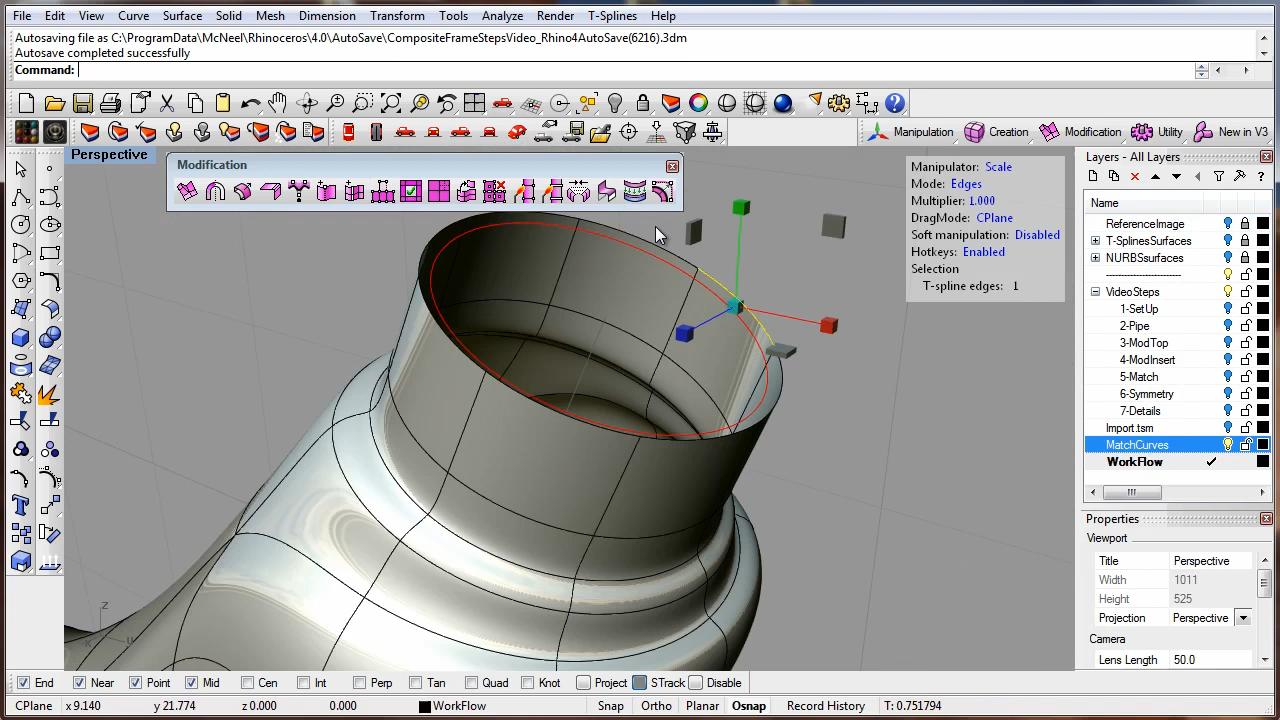 File Edit View Curve Surface Solid Mesh Dimension Transform Tools Analyze Render T-Splines Help
Autosaving file as C:\ProgramData\McNeel\Rhinoceros\4.0\AutoSave\CompositeFrameStepsVideo_Rhino4AutoSave(6216).3dm
Autosave completed successfully
Command:
Manipulation Creation Modification Utility New in V3
Perspective
Modification
Manipulator: Scale
Mode: Edges
Multiplier: 1.000
DragMode: CPlane
Soft manipulation: Disabled
Hotkeys: Enabled
Selection
T-spline edges: 1
Layers - All Layers
Name
ReferenceImage
T-SplinesSurfaces
NURBSsurfaces
--------------------------
VideoSteps
1-SetUp
2-Pipe
3-ModTop
4-ModInsert
5-Match
6-Symmetry
7-Details
Import.tsm
MatchCurves
WorkFlow
Properties
Viewport
Title Perspective
Width 1011
Height 525
Projection Perspective
Camera
Lens Length 50.0
z
End Near Point Mid Cen Int Perp Tan Quad Knot Project STrack Disable
CPlane x 9.140 y 21.774 z 0.000 0.000 WorkFlow Snap Ortho Planar Osnap Record History T: 0.751794